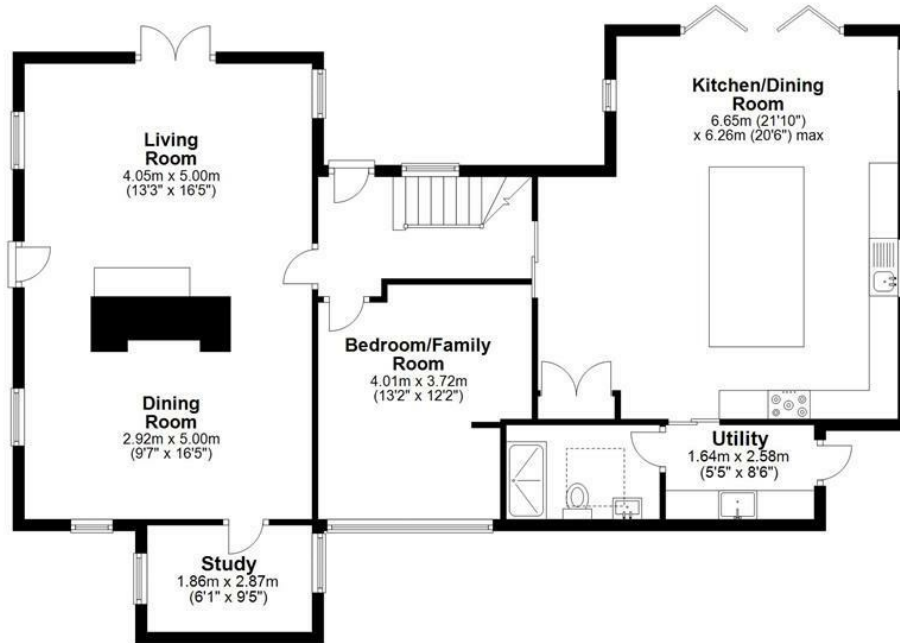 Living
Room
4.05m x 5.00m
(13'3" x 16'5")
Kitchen/Dining
Room
6.65m (21'10")
x 6.26m (20'6") max
Bedroom/Family
Room
4.01m x 3.72m
(13'2" x 12'2")
Dining
Room
2.92m x 5.00m
(9'7" x 16'5")
Utility
1.64m x 2.58m
(5'5" x 8'6")
Study
1.86m x 2.87m
(6'1" x 9'5")